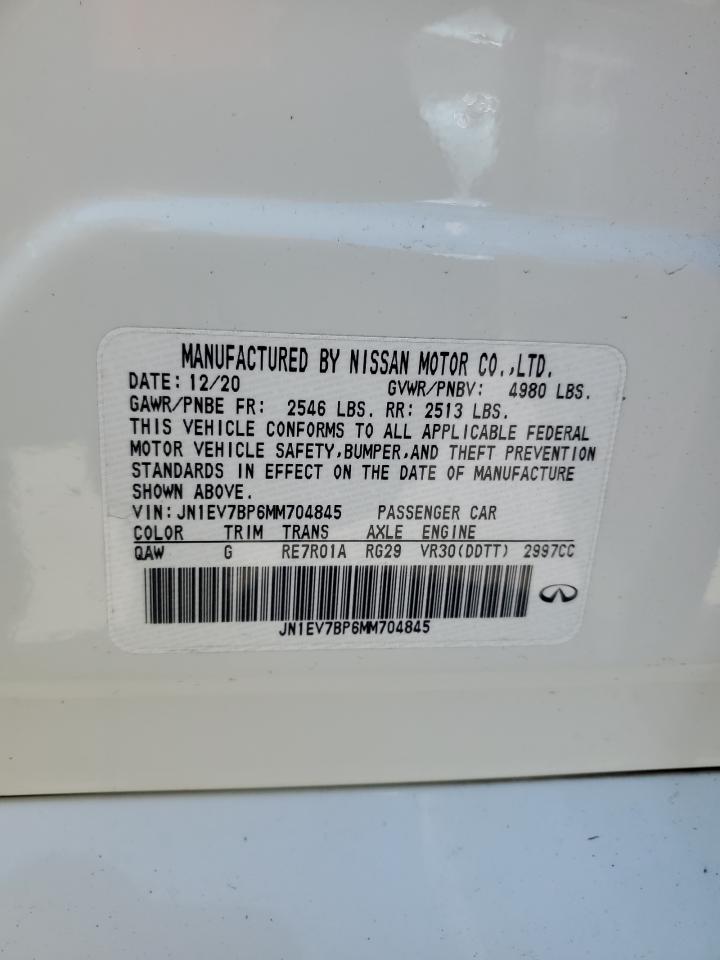 MANUFACTURED BY NISSAN MOTOR CO.,LTD.
DATE: 12/20 GVWR/PNBV: 4980 LBS.
GAWR/PNBE FR: 2546 LBS. RR: 2513 LBS.
THIS VEHICLE CONFORMS TO ALL APPLICABLE FEDERAL
MOTOR VEHICLE SAFETY,BUMPER,AND THEFT PREVENTION
STANDARDS IN EFFECT ON THE DATE OF MANUFACTURE
SHOWN ABOVE.
VIN:JN1EV7BP6MM704845 PASSENGER CAR
COLOR TRIM TRANS AXLE ENGINE
QAW G RE7R01A RG29 VR30(DDTT) 2997CC
JN1EV7BP6MM704845